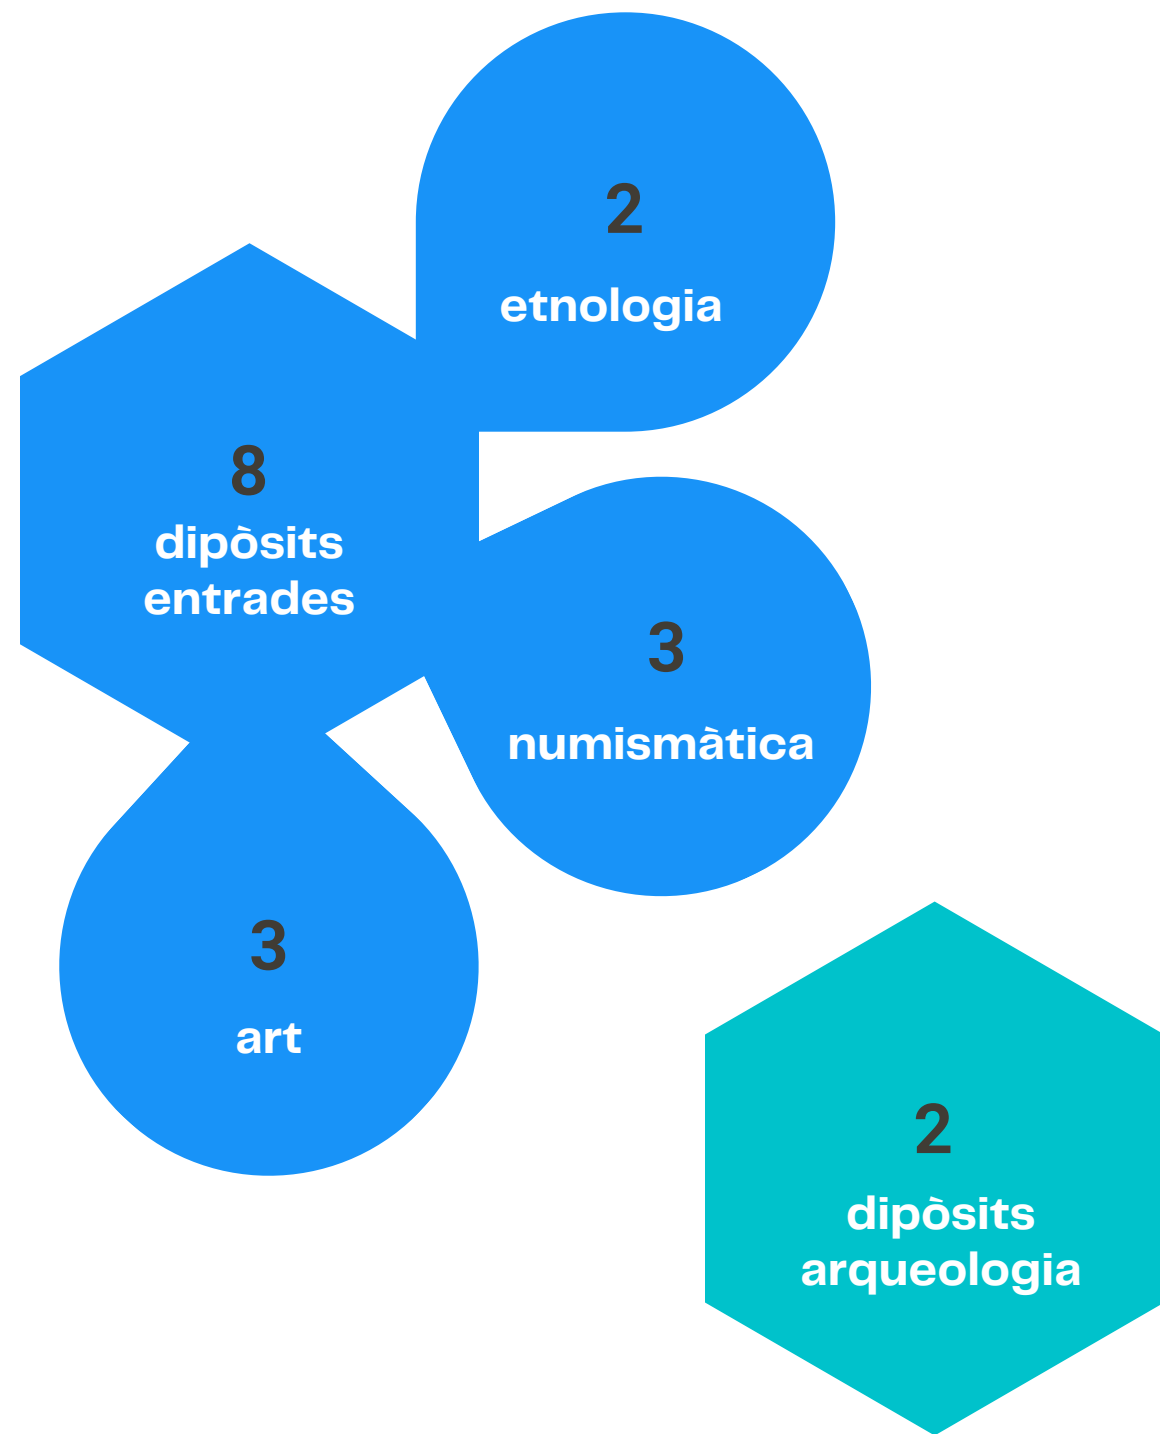 2
etnologia
8
dipòsits
entrades
3
numismàtica
3
art
2
dipòsits
arqueologia